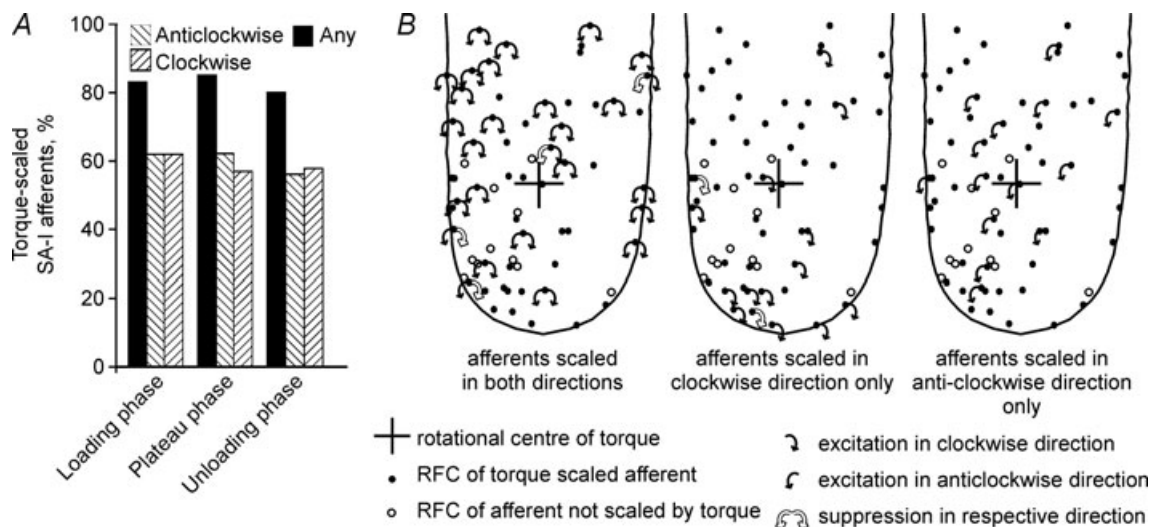 A
Torque-scaled
SA-I afferents, %
100
80
60
40
20
0
Anticlockwise
Any
Clockwise
Loading phase
Plateau phase
Unloading phase
B
afferents scaled
in both directions
afferents scaled in
clockwise direction only
afferents scaled in
anti-clockwise direction
only
rotational centre of torque
RFC of torque scaled afferent
RFC of afferent not scaled by torque
excitation in clockwise direction
excitation in anticlockwise direction
suppression in respective direction